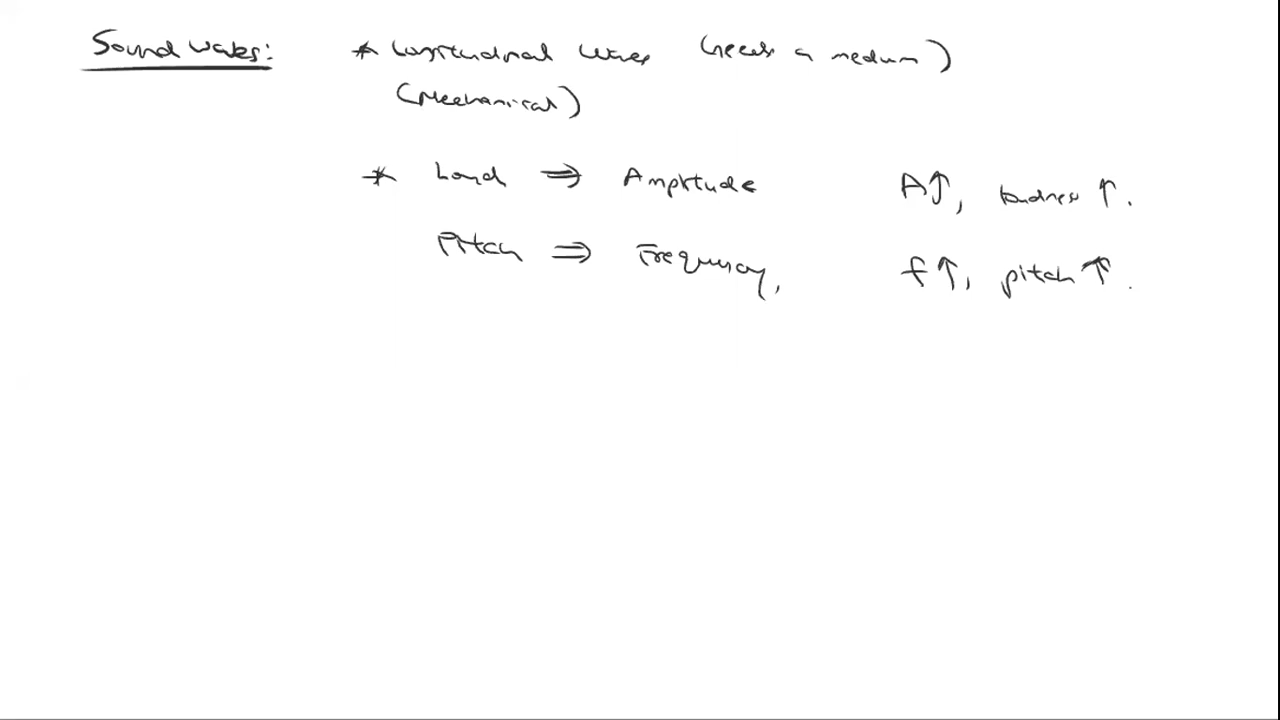 Sound waves: * Longitudinal waves (needs a medium)
(Mechanical)
* Loud ⇒ Amplitude A↑, loudness ↑.
Pitch ⇒ Frequency, f↑, pitch ↑.